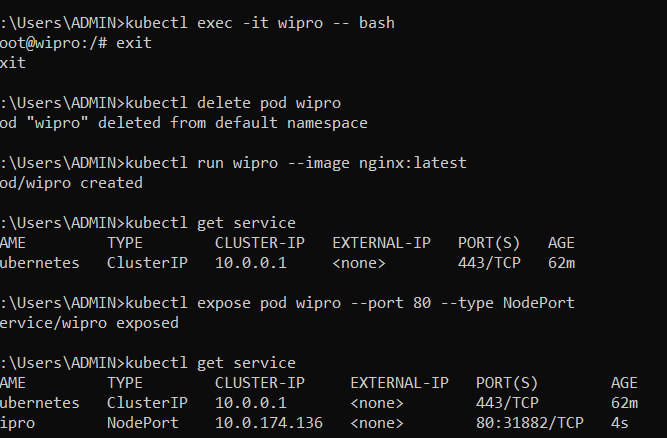 :\Users\ADMIN>kubectl exec -it wipro -- bash
oot@wipro:/# exit
xit
:\Users\ADMIN>kubectl delete pod wipro
od "wipro" deleted from default namespace
:\Users\ADMIN>kubectl run wipro --image nginx:latest
od/wipro created
:\Users\ADMIN>kubectl get service
AME TYPE CLUSTER-IP EXTERNAL-IP PORT(S) AGE
ubernetes ClusterIP 10.0.0.1 <none> 443/TCP 62m
:\Users\ADMIN>kubectl expose pod wipro --port 80 --type NodePort
ervice/wipro exposed
:\Users\ADMIN>kubectl get service
AME TYPE CLUSTER-IP EXTERNAL-IP PORT(S) AGE
ubernetes ClusterIP 10.0.0.1 <none> 443/TCP 62m
ipro NodePort 10.0.174.136 <none> 80:31882/TCP 4s